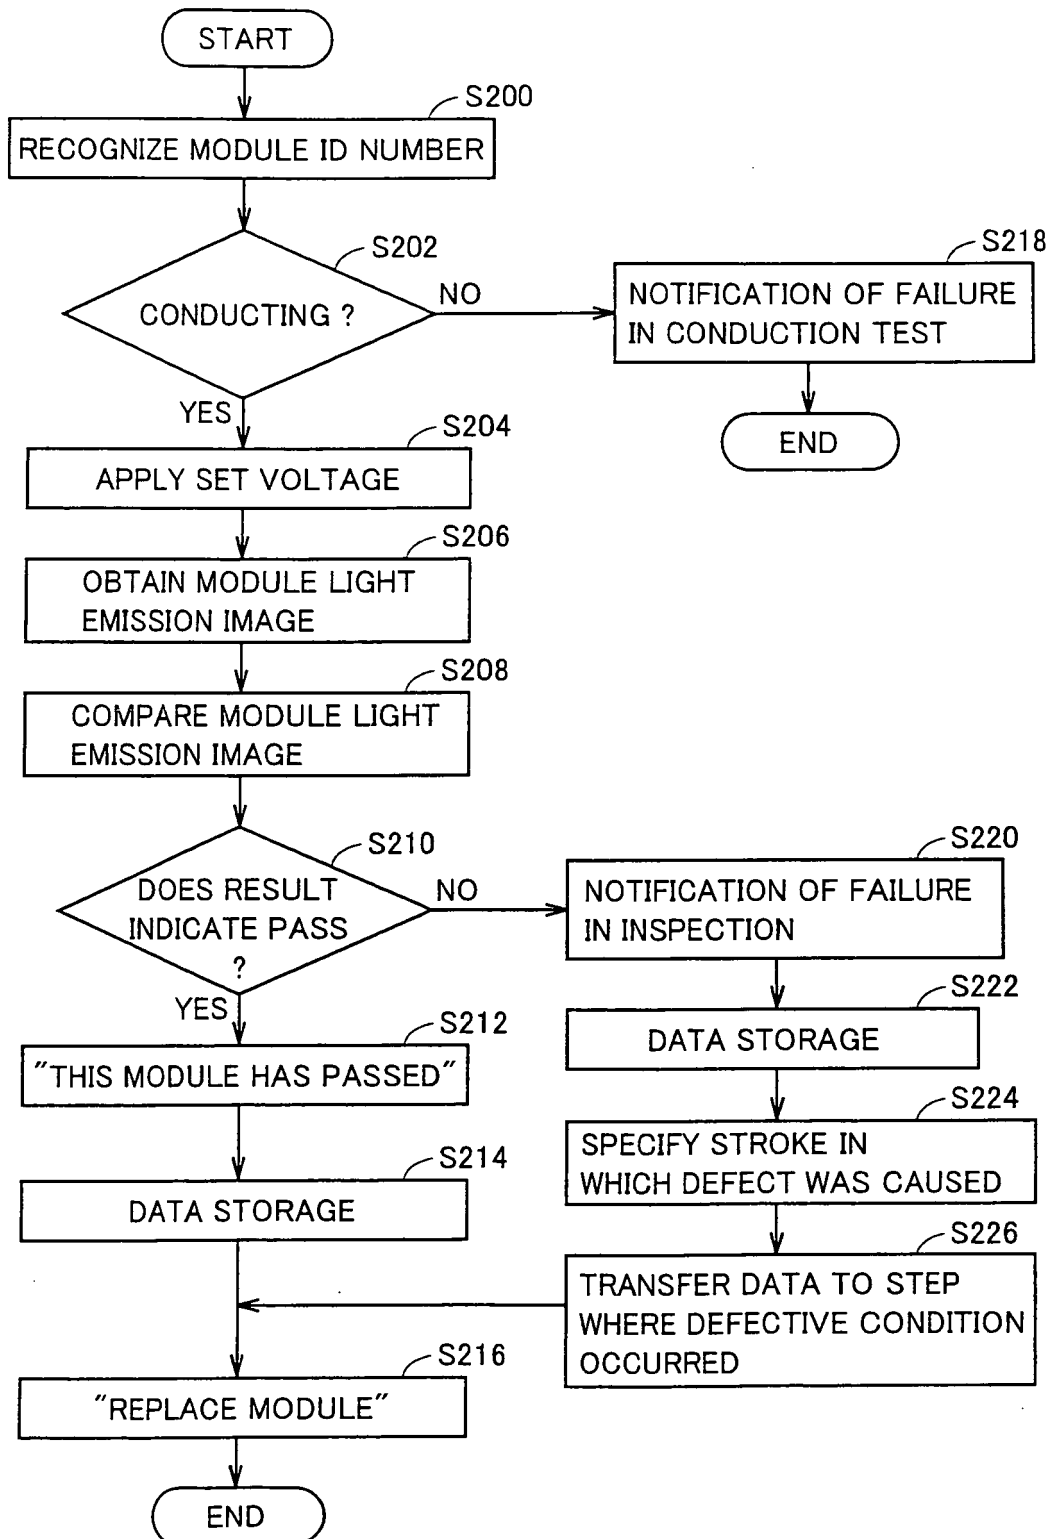 START
S200
RECOGNIZE MODULE ID NUMBER
S202
CONDUCTING ?
NO
S218
NOTIFICATION OF FAILURE
IN CONDUCTION TEST
END
YES
S204
APPLY SET VOLTAGE
S206
OBTAIN MODULE LIGHT
EMISSION IMAGE
S208
COMPARE MODULE LIGHT
EMISSION IMAGE
S210
DOES RESULT
INDICATE PASS
?
NO
S220
NOTIFICATION OF FAILURE
IN INSPECTION
S222
DATA STORAGE
S224
SPECIFY STROKE IN
WHICH DEFECT WAS CAUSED
S226
TRANSFER DATA TO STEP
WHERE DEFECTIVE CONDITION
OCCURRED
YES
S212
"THIS MODULE HAS PASSED"
S214
DATA STORAGE
S216
"REPLACE MODULE"
END